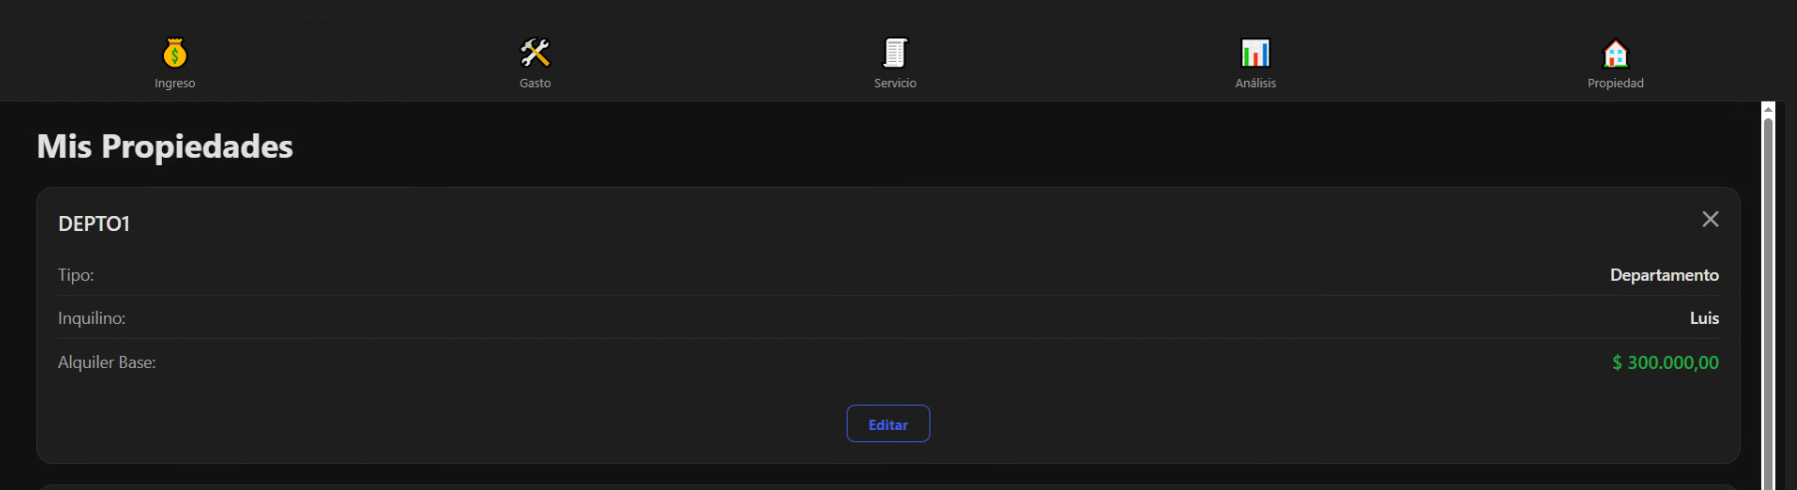 Ingreso Gasto Servicio Análisis Propiedad
Mis Propiedades
DEPTO1
Tipo: Departamento
Inquilino: Luis
Alquiler Base: $ 300.000,00
Editar